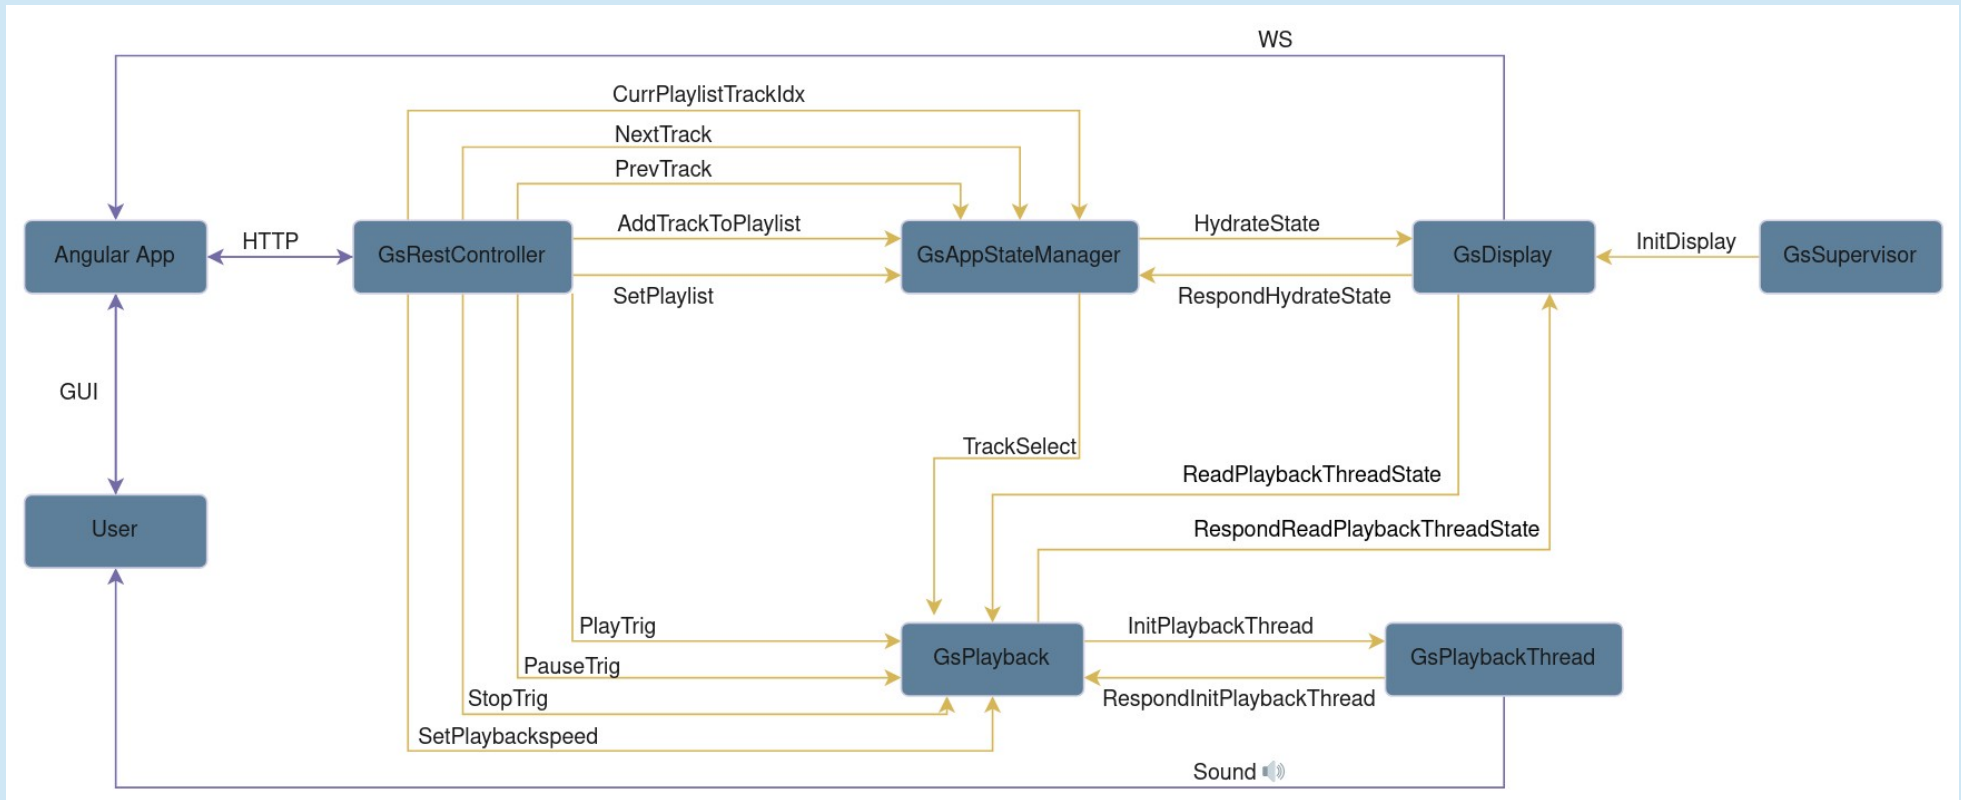 WS
CurrPlaylistTrackIdx
NextTrack
PrevTrack
AddTrackToPlaylist
HydrateState
InitDisplay
Angular App
HTTP
GsRestController
GsAppStateManager
GsDisplay
GsSupervisor
SetPlaylist
RespondHydrateState
GUI
TrackSelect
ReadPlaybackThreadState
User
RespondReadPlaybackThreadState
PlayTrig
InitPlaybackThread
GsPlayback
GsPlaybackThread
PauseTrig
StopTrig
RespondInitPlaybackThread
SetPlaybackspeed
Sound 🔊